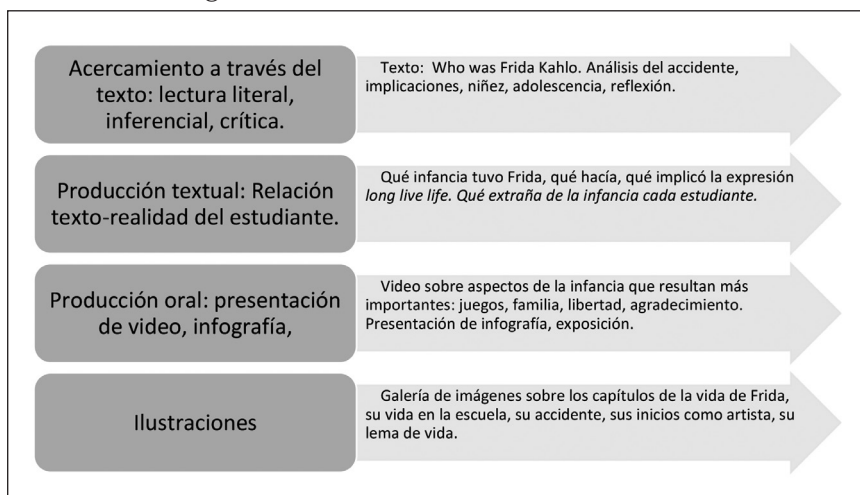 Acercamiento a través del
texto: lectura literal,
inferencial, crítica.
Texto: Who was Frida Kahlo. Análisis del accidente,
implicaciones, niñez, adolescencia, reflexión.
Producción textual: Relación
texto-realidad del estudiante.
Qué infancia tuvo Frida, qué hacía, qué implicó la expresión
long live life. Qué extraña de la infancia cada estudiante.
Producción oral: presentación
de video, infografía,
Video sobre aspectos de la infancia que resultan más
importantes: juegos, familia, libertad, agradecimiento.
Presentación de infografía, exposición.
Ilustraciones
Galería de imágenes sobre los capítulos de la vida de Frida,
su vida en la escuela, su accidente, sus inicios como artista, su
lema de vida.